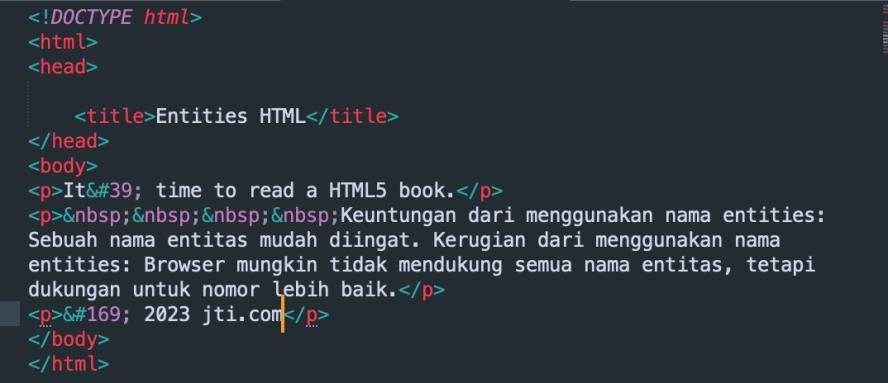 <!DOCTYPE html>
<html>
<head>
<title>Entities HTML</title>
</head>
<body>
<p>It&#39; time to read a HTML5 book.</p>
<p>&nbsp;&nbsp;&nbsp;&nbsp;Keuntungan dari menggunakan nama entities:
Sebuah nama entitas mudah diingat. Kerugian dari menggunakan nama
entities: Browser mungkin tidak mendukung semua nama entitas, tetapi
dukungan untuk nomor lebih baik.</p>
<p>&#169; 2023 jti.com</p>
</body>
</html>